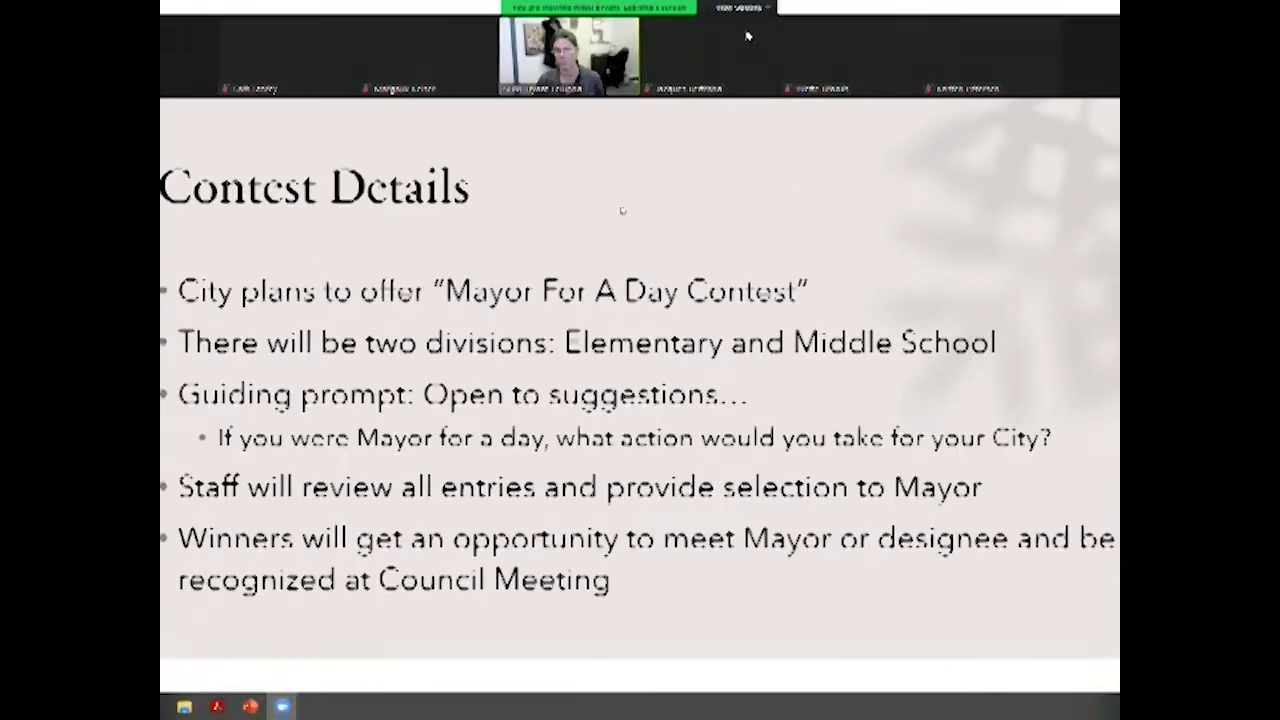 Contest Details
• City plans to offer “Mayor For A Day Contest”
• There will be two divisions: Elementary and Middle School
• Guiding prompt: Open to suggestions...
• If you were Mayor for a day, what action would you take for your City?
• Staff will review all entries and provide selection to Mayor
• Winners will get an opportunity to meet Mayor or designee and be
recognized at Council Meeting